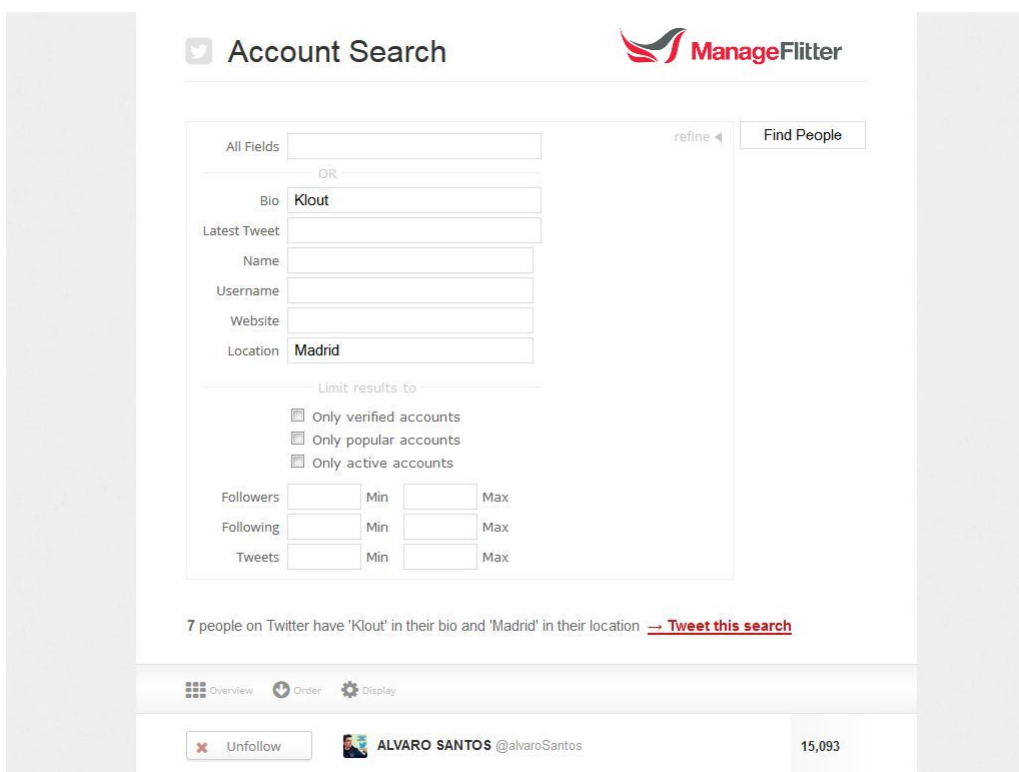 Account Search
ManageFlitter
All Fields
refine
Find People
OR
Bio Klout
Latest Tweet
Name
Username
Website
Location Madrid
Limit results to
Only verified accounts
Only popular accounts
Only active accounts
Followers Min Max
Following Min Max
Tweets Min Max
7 people on Twitter have 'Klout' in their bio and 'Madrid' in their location → Tweet this search
Overview Order Display
Unfollow ALVARO SANTOS @alvaroSantos 15,093